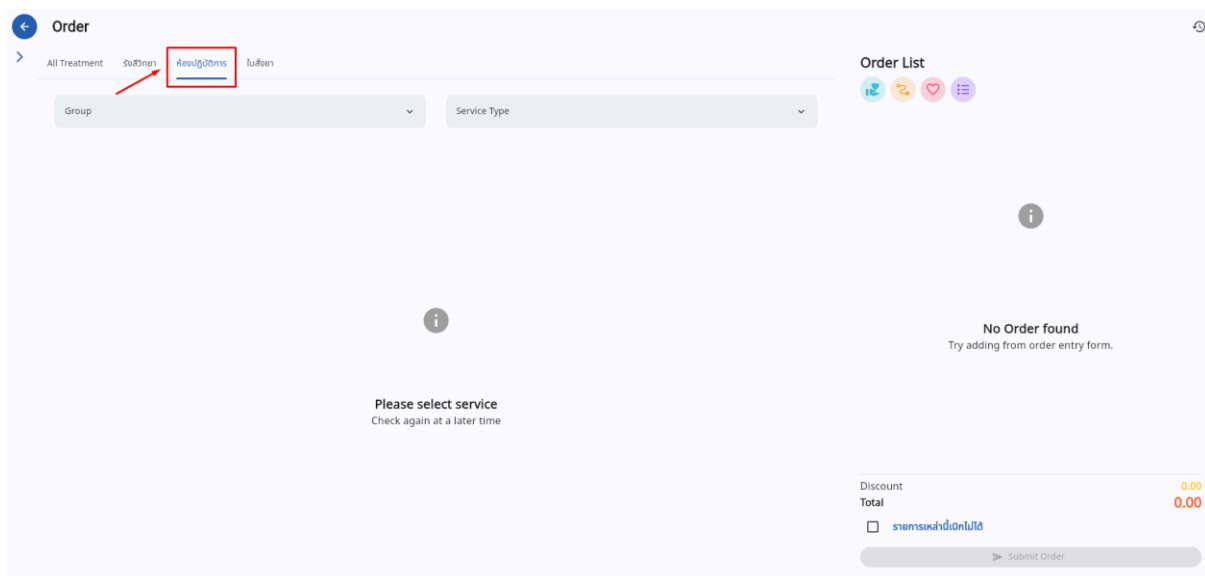 Order
All Treatment รังสีวิทยา ห้องปฏิบัติการ ใบสั่งยา
Group
Service Type
Please select service
Check again at a later time
Order List
No Order found
Try adding from order entry form.
Discount 0.00
Total 0.00
รายการเหล่านี้เบิกไม่ได้
Submit Order